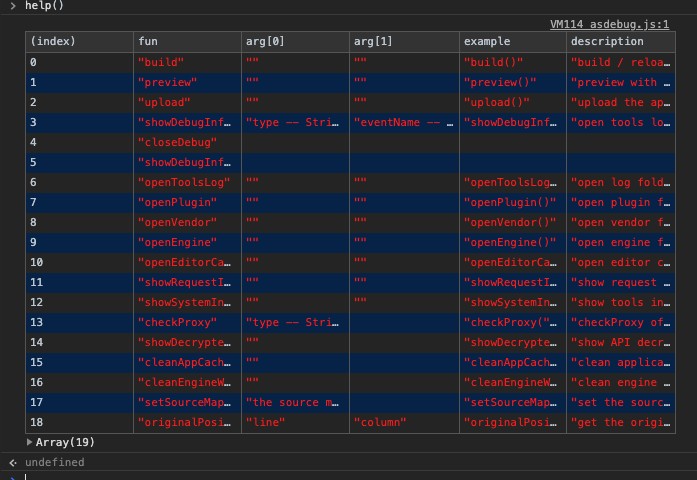 help()
VM114 asdebug.js:1
(index) fun arg[0] arg[1] example description
0 "build" "" "" "build()" "build / reloa…
1 "preview" "" "" "preview()" "preview with …
2 "upload" "" "" "upload()" "upload the ap…
3 "showDebugInf… "type —— Stri… "eventName —— … "showDebugInf… "open tools lo…
4 "closeDebug"
5 "showDebugInf…
6 "openToolsLog" "" "" "openToolsLog… "open log fold…
7 "openPlugin" "" "" "openPlugin()" "open plugin f…
8 "openVendor" "" "" "openVendor()" "open vendor f…
9 "openEngine" "" "" "openEngine()" "open engine f…
10 "openEditorCa… "" "" "openEditorCa… "open editor c…
11 "showRequestI… "" "" "showRequestI… "show request …
12 "showSystemIn… "" "" "showSystemIn… "show tools in…
13 "checkProxy" "type —— Stri… "checkProxy("… "checkProxy of…
14 "showDecrypte… "" "showDecrypte… "show API decr…
15 "cleanAppCach… "" "cleanAppCach… "clean applica…
16 "cleanEngineW… "" "cleanEngineW… "clean engine …
17 "setSourceMap… "the source m… "setSourceMap… "set the sourc…
18 "originalPosi… "line" "column" "originalPosi… "get the origi…
Array(19)
undefined